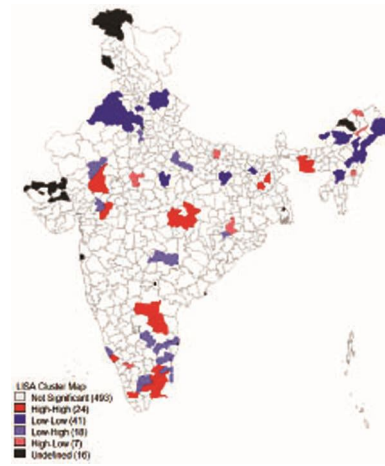 LISA Cluster Map
Not Significant (493)
High-High (24)
Low-Low (41)
Low-High (18)
High-Low (7)
Undefined (16)